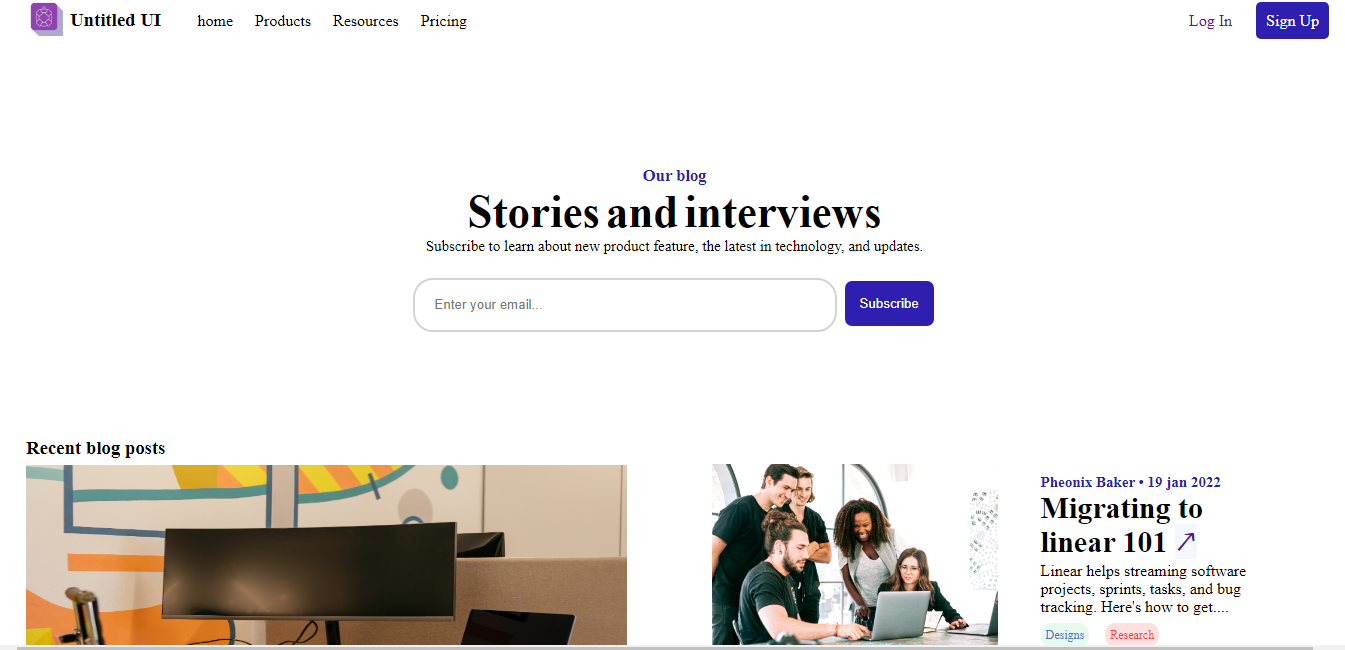 Untitled UI home Products Resources Pricing Log In Sign Up
Our blog
Stories and interviews
Subscribe to learn about new product feature, the latest in technology, and updates.
Enter your email... Subscribe
Recent blog posts
Pheonix Baker • 19 jan 2022
Migrating to
linear 101 ↗
Linear helps streaming software
projects, sprints, tasks, and bug
tracking. Here's how to get....
Designs Research